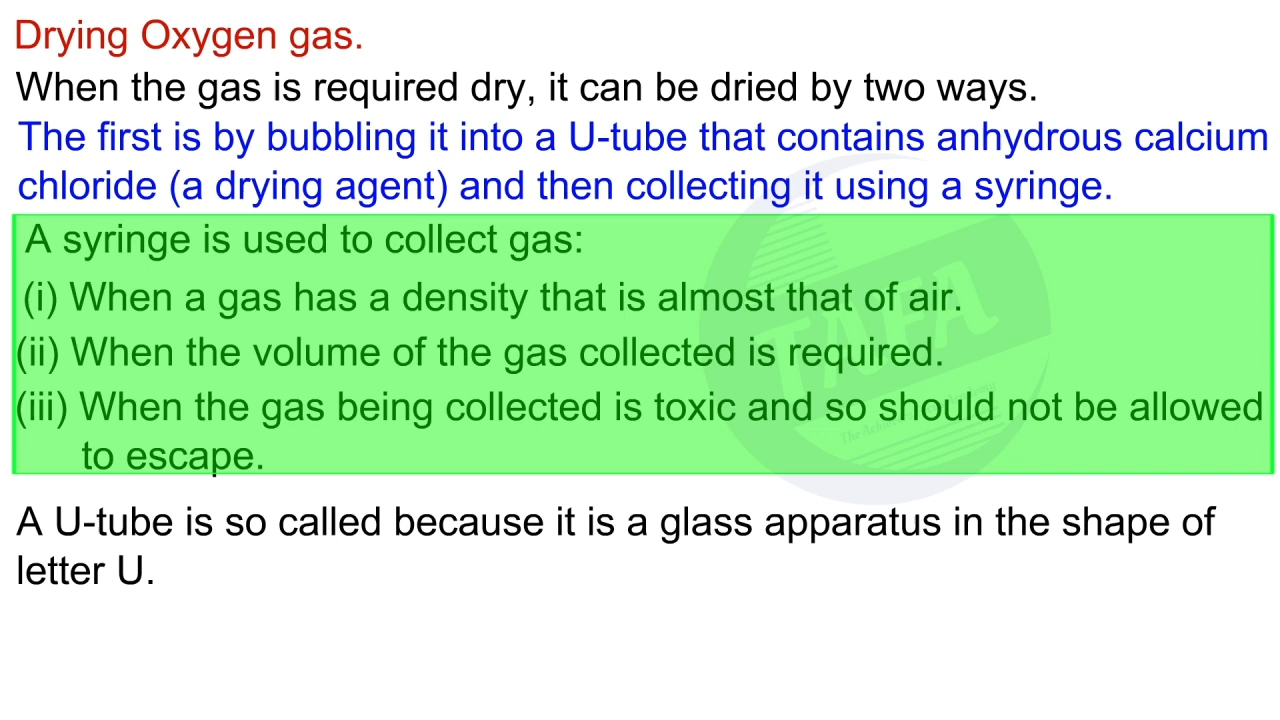 Drying Oxygen gas.
When the gas is required dry, it can be dried by two ways.
The first is by bubbling it into a U-tube that contains anhydrous calcium
chloride (a drying agent) and then collecting it using a syringe.
A syringe is used to collect gas:
(i) When a gas has a density that is almost that of air.
(ii) When the volume of the gas collected is required.
(iii) When the gas being collected is toxic and so should not be allowed
to escape.
A U-tube is so called because it is a glass apparatus in the shape of
letter U.
TAFA